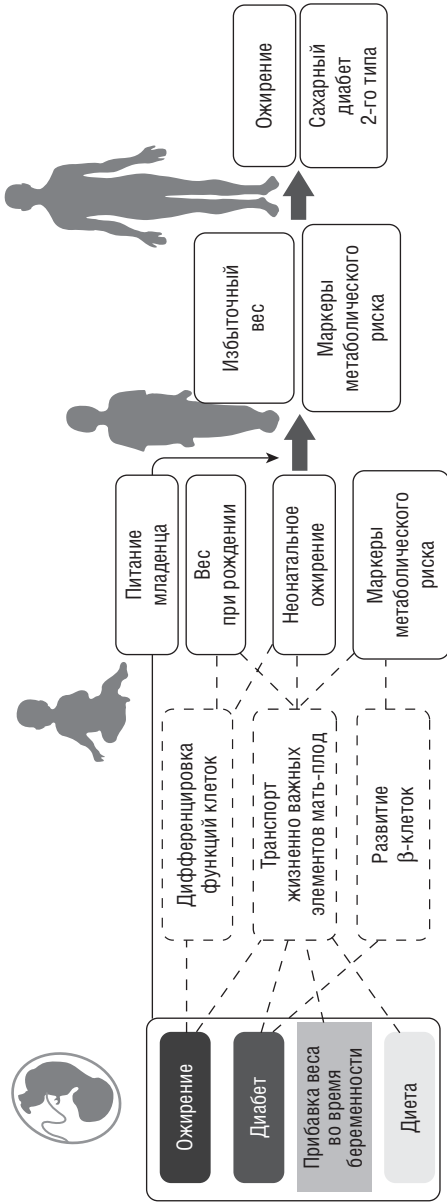 Ожирение
Диабет
Прибавка веса
во время
беременности
Диета
Дифференцировка
функций клеток
Транспорт
жизненно важных
элементов мать-плод
Развитие
β-клеток
Питание
младенца
Вес
при рождении
Неонатальное
ожирение
Маркеры
метаболического
риска
Избыточный
вес
Маркеры
метаболического
риска
Ожирение
Сахарный
диабет
2-го типа